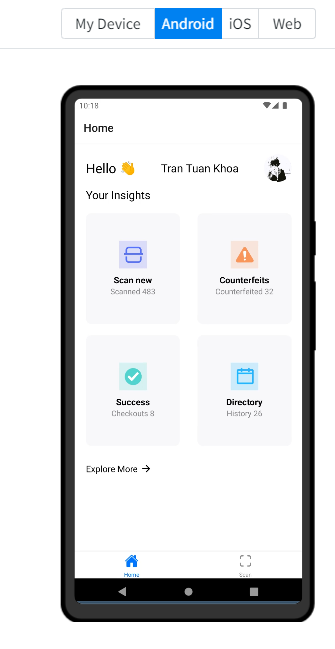 My Device Android iOS Web
10:18
Home
Hello 👋 Tran Tuan Khoa
Your Insights
Scan new
Scanned 483
Counterfeits
Counterfeited 32
Success
Checkouts 8
Directory
History 26
Explore More →
Home
Scan